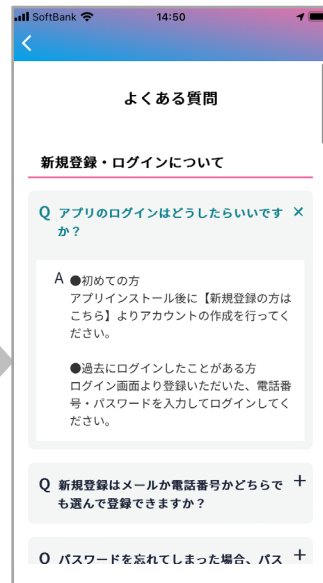 SoftBank 14:50
よくある質問
新規登録・ログインについて
Q アプリのログインはどうしたらいいです ×
か？
A ●初めての方
アプリインストール後に【新規登録の方は
こちら】よりアカウントの作成を行ってく
ださい。
●過去にログインしたことがある方
ログイン画面より登録いただいた、電話番
号・パスワードを入力してログインしてく
ださい。
Q 新規登録はメールか電話番号かどちらで +
も選んで登録できますか？
Q パスワードを忘れてしまった場合、パス +